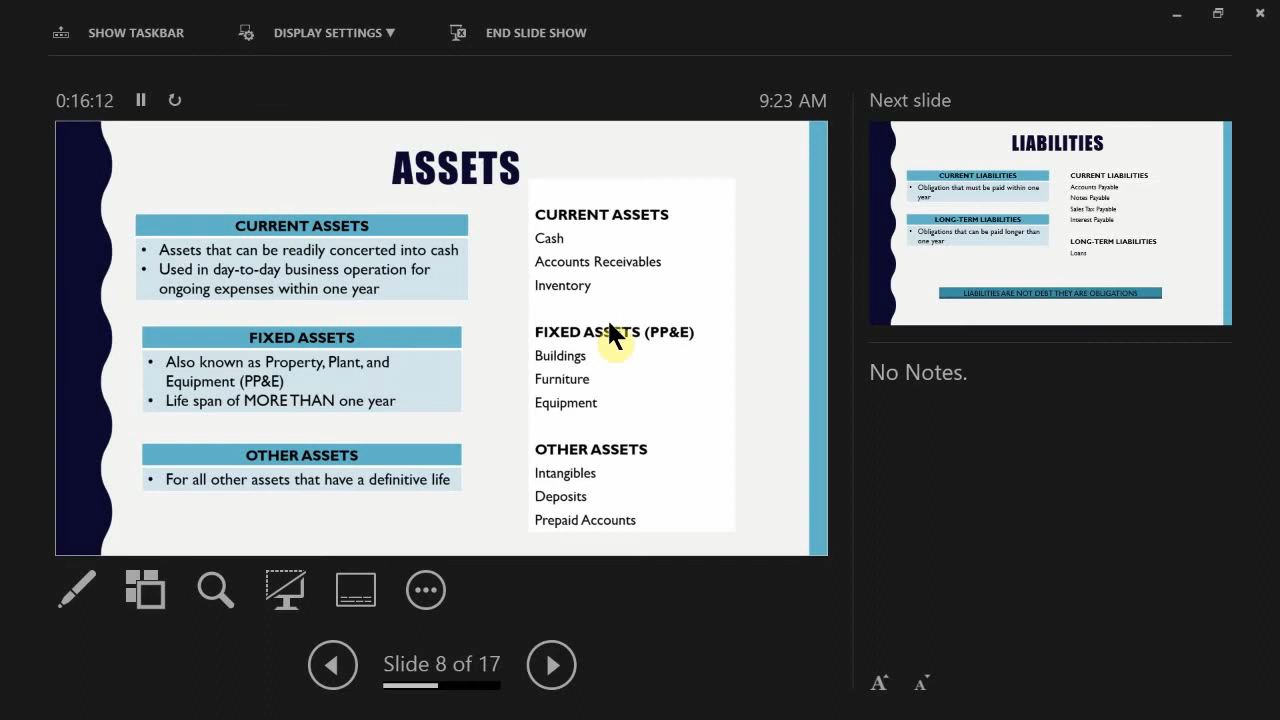 SHOW TASKBAR
DISPLAY SETTINGS ▼
END SLIDE SHOW
0:16:12
9:23 AM
ASSETS
CURRENT ASSETS
• Assets that can be readily concerted into cash
• Used in day-to-day business operation for
ongoing expenses within one year
FIXED ASSETS
• Also known as Property, Plant, and
Equipment (PP&E)
• Life span of MORE THAN one year
OTHER ASSETS
• For all other assets that have a definitive life
CURRENT ASSETS
Cash
Accounts Receivables
Inventory
FIXED ASSETS (PP&E)
Buildings
Furniture
Equipment
OTHER ASSETS
Intangibles
Deposits
Prepaid Accounts
Slide 8 of 17
Next slide
LIABILITIES
CURRENT LIABILITIES
• Obligation that must be paid within one
year
LONG-TERM LIABILITIES
• Obligations that can be paid longer than
one year
CURRENT LIABILITIES
Accounts Payable
Notes Payable
Sales Tax Payable
Interest Payable
LONG-TERM LIABILITIES
Loans
LIABILITIES ARE NOT DEBT THEY ARE OBLIGATIONS
No Notes.
A A